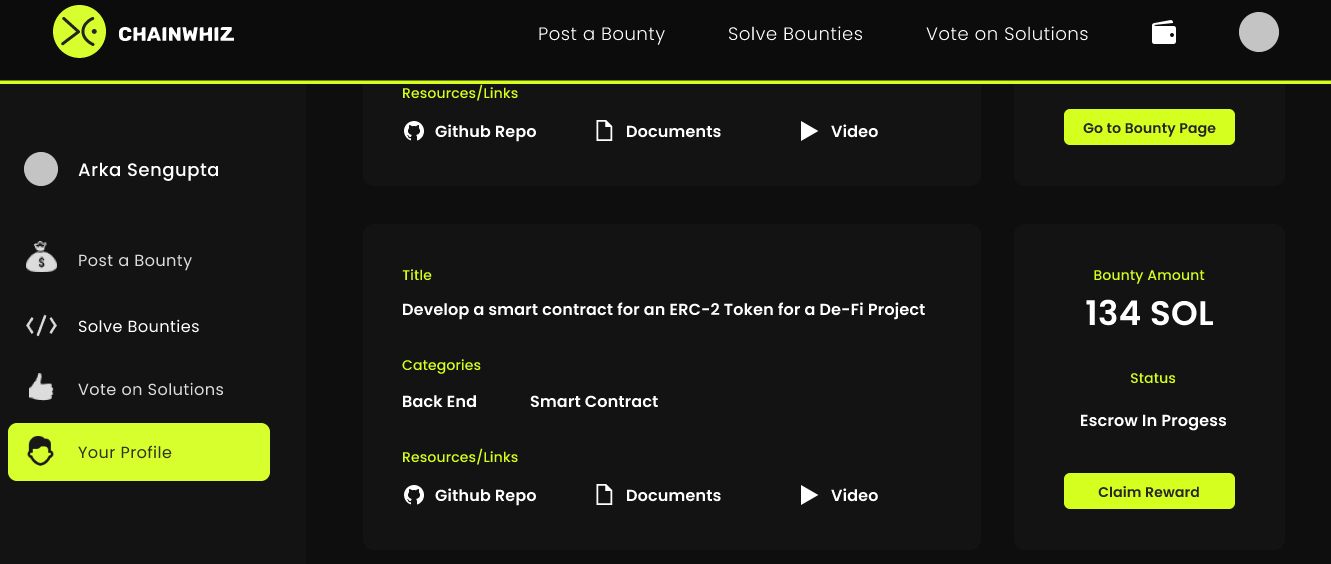 CHAINWHIZ
Post a Bounty
Solve Bounties
Vote on Solutions
Arka Sengupta
Post a Bounty
$
Solve Bounties
Vote on Solutions
Your Profile
Resources/Links
Github Repo
Documents
Video
Go to Bounty Page
Title
Develop a smart contract for an ERC-2 Token for a De-Fi Project
Categories
Back End
Smart Contract
Resources/Links
Github Repo
Documents
Video
Bounty Amount
134 SOL
Status
Escrow In Progess
Claim Reward